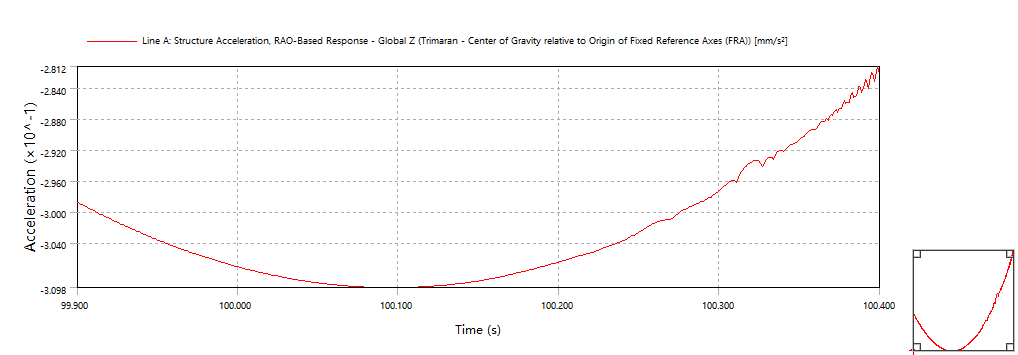 Line A: Structure Acceleration, RAO-Based Response - Global Z (Trimaran - Center of Gravity relative to Origin of Fixed Reference Axes (FRA)) [mm/s²]
Acceleration (×10^-1)
-2.812
-2.840
-2.880
-2.920
-2.960
-3.000
-3.040
-3.098
99.900 100.000 100.100 100.200 100.300 100.400
Time (s)